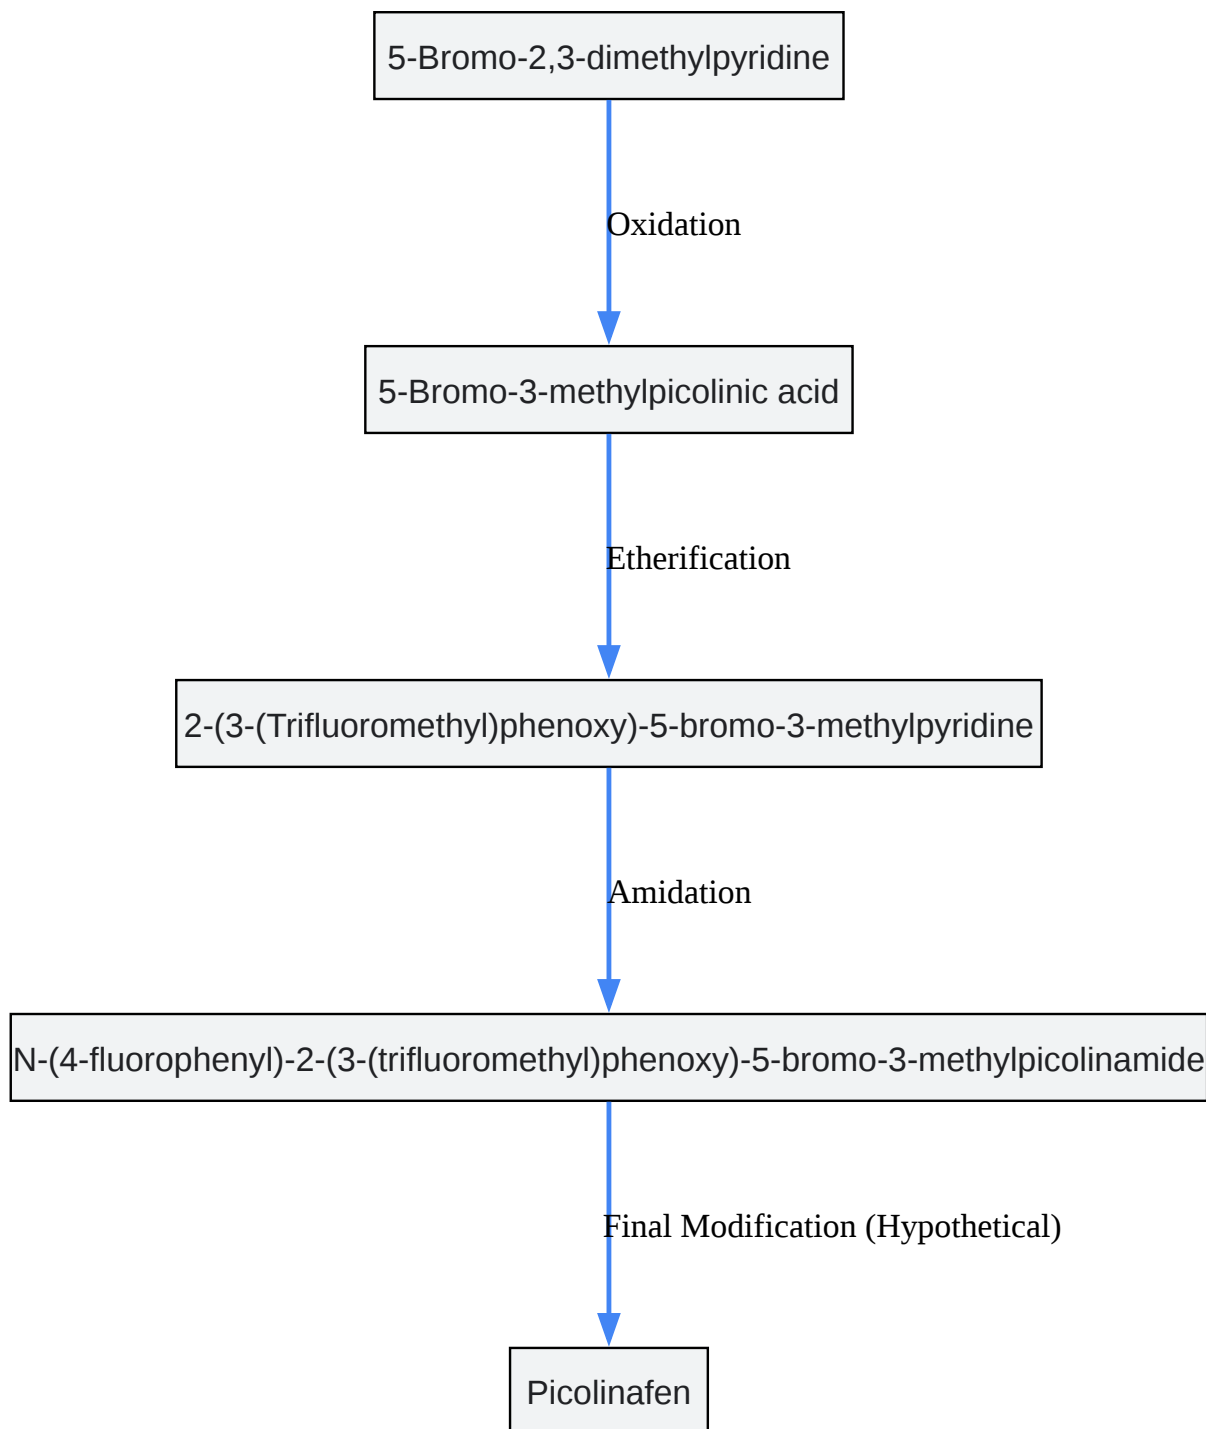 5-Bromo-2,3-dimethylpyridine
Oxidation
5-Bromo-3-methylpicolinic acid
Etherification
2-(3-(Trifluoromethyl)phenoxy)-5-bromo-3-methylpyridine
Amidation
N-(4-fluorophenyl)-2-(3-(trifluoromethyl)phenoxy)-5-bromo-3-methylpicolinamide
Final Modification (Hypothetical)
Picolinafen